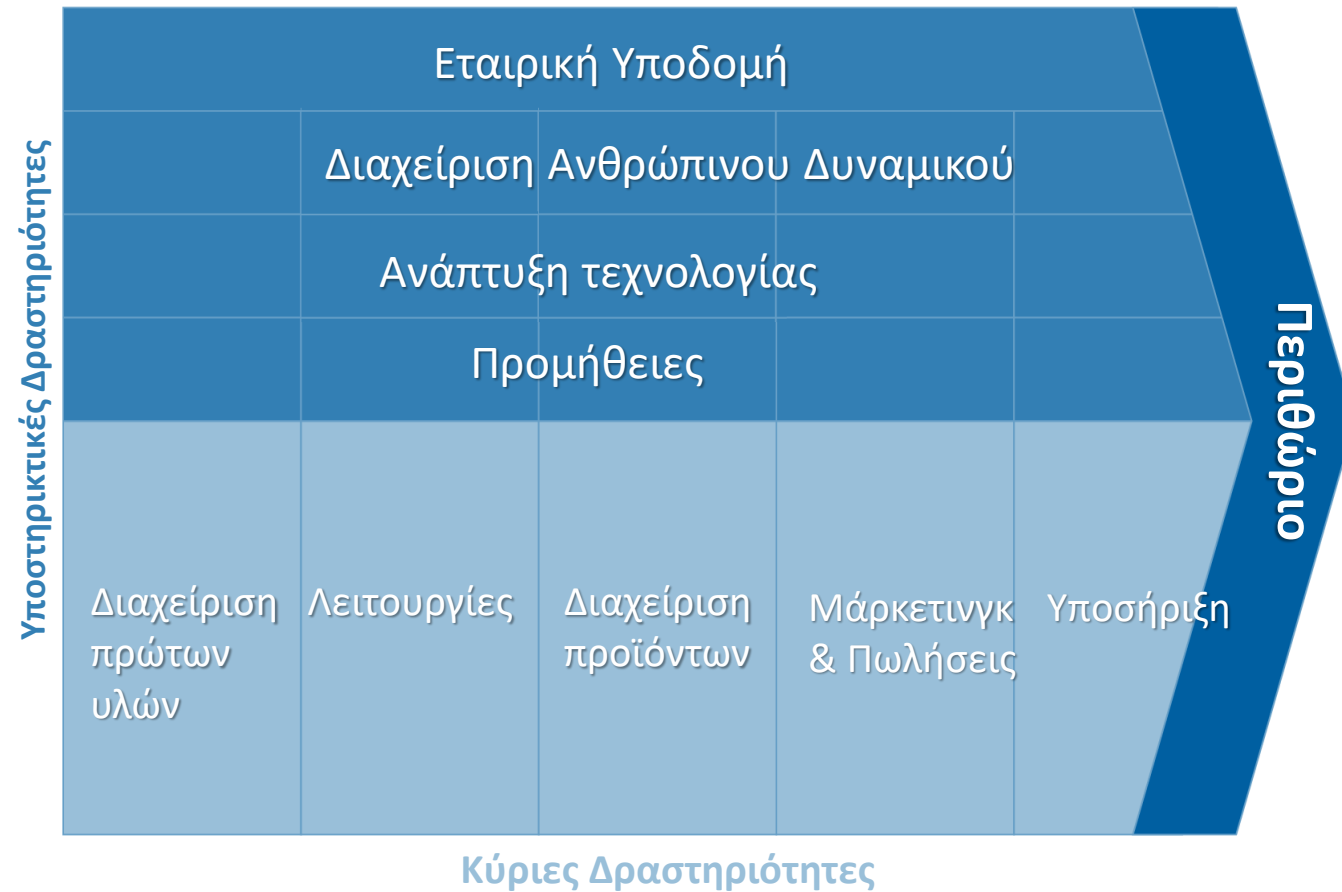 Υποστηρικτικές Δραστηριότητες
Εταιρική Υποδομή
Διαχείριση Ανθρώπινου Δυναμικού
Ανάπτυξη τεχνολογίας
Προμήθειες
Διαχείριση
πρώτων
υλών
Λειτουργίες
Διαχείριση
προϊόντων
Μάρκετινγκ
& Πωλήσεις
Υποσήριξη
Περιθώριο
Κύριες Δραστηριότητες